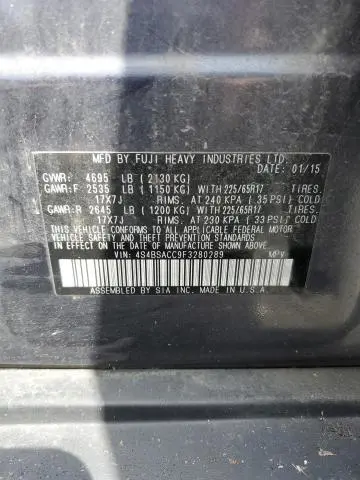 MFD. BY FUJI HEAVY INDUSTRIES LTD.
DATE: 01/15
GVWR: 4695 LB (2130 KG)
GAWR:F 2535 LB (1150 KG) WITH 225/65R17 TIRES.
17X7J RIMS. AT 240 KPA (35 PSI) COLD
GAWR:R 2645 LB (1200 KG) WITH 225/65R17 TIRES.
17X7J RIMS. AT 230 KPA (33 PSI) COLD
THIS VEHICLE CONFORMS TO ALL APPLICABLE FEDERAL MOTOR
VEHICLE SAFETY STANDARDS IN EFFECT ON THE DATE OF
MANUFACTURE SHOWN ABOVE.
VIN: 4S4BSACC9F3280289 MPV
ASSEMBLED BY SIA INC. MADE IN U.S.A.